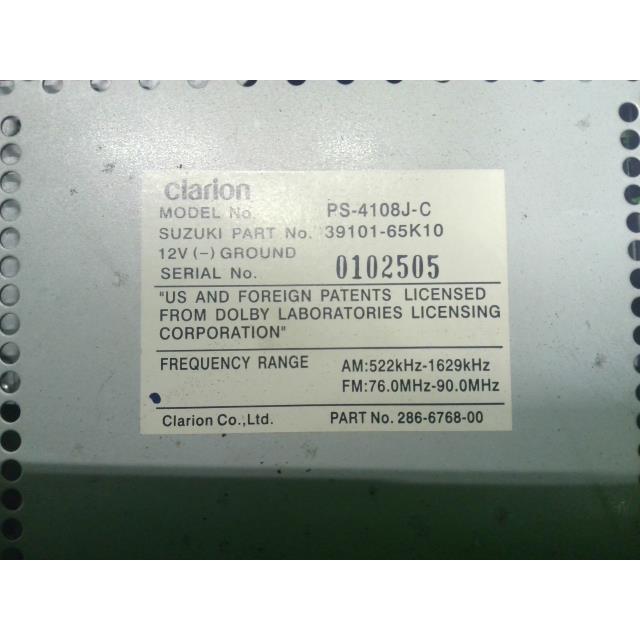 clarion
MODEL No. PS-4108J-C
SUZUKI PART No. 39101-65K10
12V (-) GROUND
SERIAL No. 0102505
"US AND FOREIGN PATENTS LICENSED
FROM DOLBY LABORATORIES LICENSING
CORPORATION"
FREQUENCY RANGE AM:522kHz-1629kHz
FM:76.0MHz-90.0MHz
Clarion Co.,Ltd. PART No. 286-6768-00